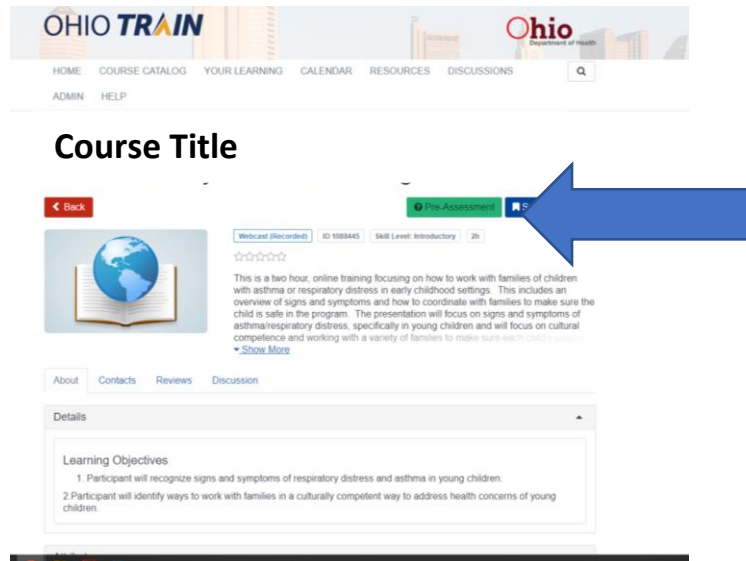 OHIO TRAIN
Ohio
Department of Health
HOME COURSE CATALOG YOUR LEARNING CALENDAR RESOURCES DISCUSSIONS
ADMIN HELP
Course Title
Back
Pre-Assessment
Webcast (Recorded) ID 1088445 Skill Level: Introductory 2h
This is a two hour, online training focusing on how to work with families of children
with asthma or respiratory distress in early childhood settings. This includes an
overview of signs and symptoms and how to coordinate with families to make sure the
child is safe in the program. The presentation will focus on signs and symptoms of
asthma/respiratory distress, specifically in young children and will focus on cultural
competence and working with a variety of families to make sure each child's
Show More
About Contacts Reviews Discussion
Details
Learning Objectives
1. Participant will recognize signs and symptoms of respiratory distress and asthma in young children.
2.Participant will identify ways to work with families in a culturally competent way to address health concerns of young
children.